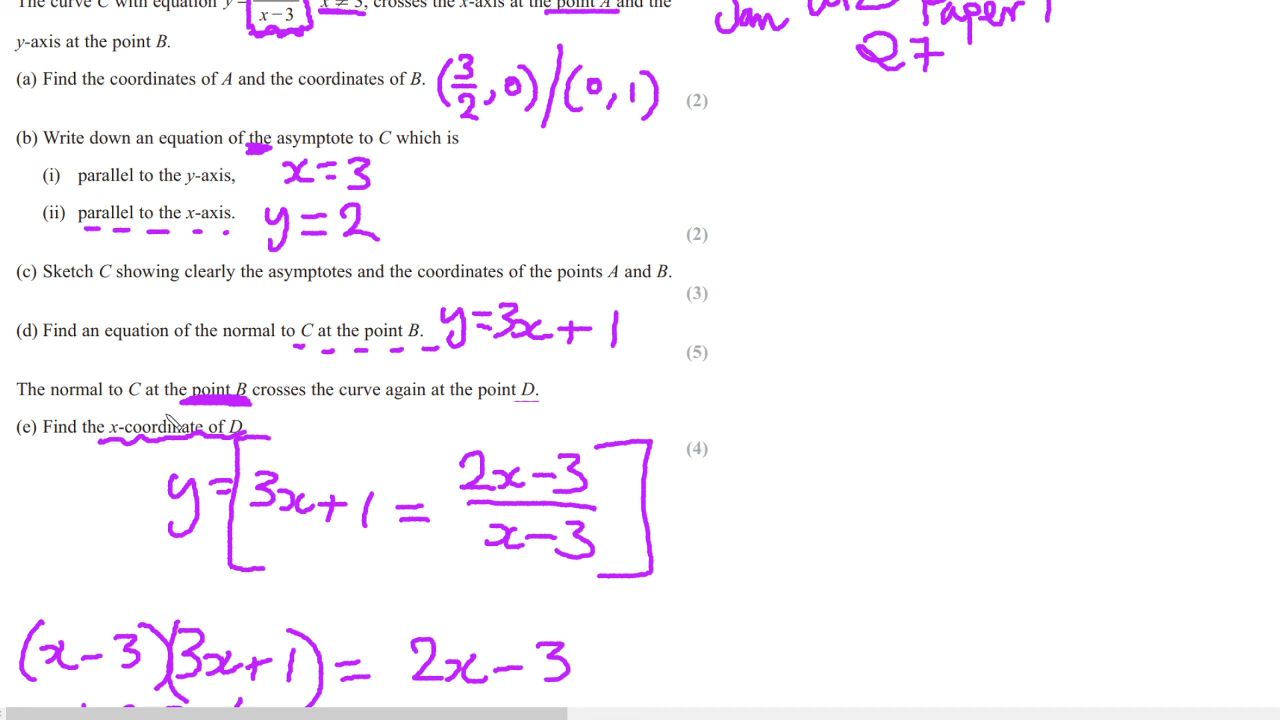 The curve C with equation y = , x ≠ 3, crosses the x-axis at the point A and the
x − 3
Jan Paper 1
Q7
y-axis at the point B.
(a) Find the coordinates of A and the coordinates of B. (3/2, 0) / (0, 1)
(2)
(b) Write down an equation of the asymptote to C which is
(i) parallel to the y-axis, x = 3
(ii) parallel to the x-axis. y = 2
(2)
(c) Sketch C showing clearly the asymptotes and the coordinates of the points A and B.
(3)
(d) Find an equation of the normal to C at the point B. y = 3x + 1
(5)
The normal to C at the point B crosses the curve again at the point D.
(e) Find the x-coordinate of D
(4)
y = [3x + 1 = (2x − 3)/(x − 3)]
(x − 3)(3x + 1) = 2x − 3